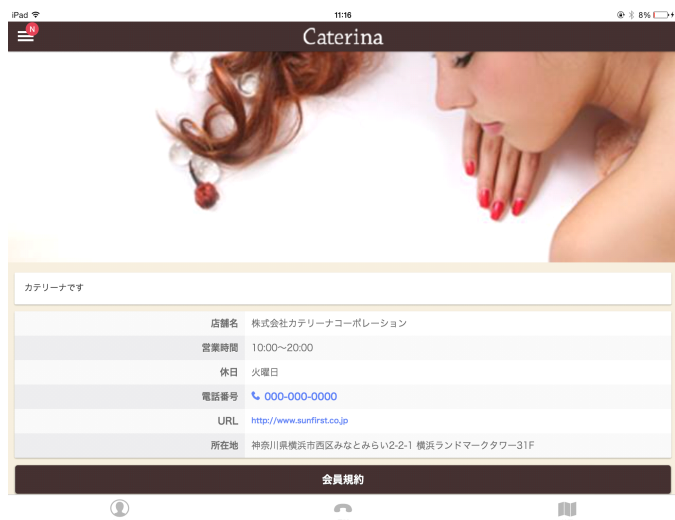 iPad 11:16 8%
N
Caterina
カテリーナです
店舗名 株式会社カテリーナコーポレーション
営業時間 10:00〜20:00
休日 火曜日
電話番号 000-000-0000
URL http://www.sunfirst.co.jp
所在地 神奈川県横浜市西区みなとみらい2-2-1 横浜ランドマークタワー31F
会員規約